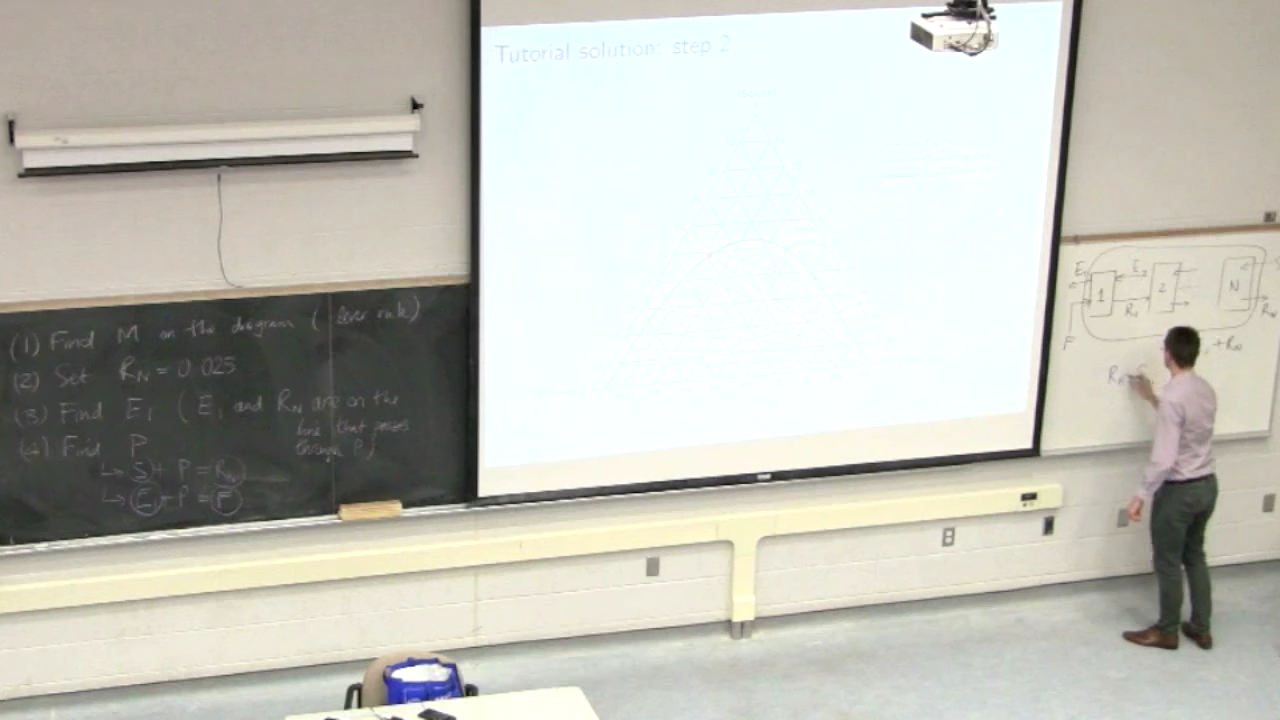 Tutorial solution: step 2
(1) Find M on the diagram (lever rule)
(2) Set R_N = 0.025
(3) Find E_1 ( E_1 and R_N are on the
line that passes
through P)
(4) Find P
↳ S + P = R_N
↳ E_1 - P = F
E_1 E_2
1 2 N
R_1 R_N
F
+ R_N